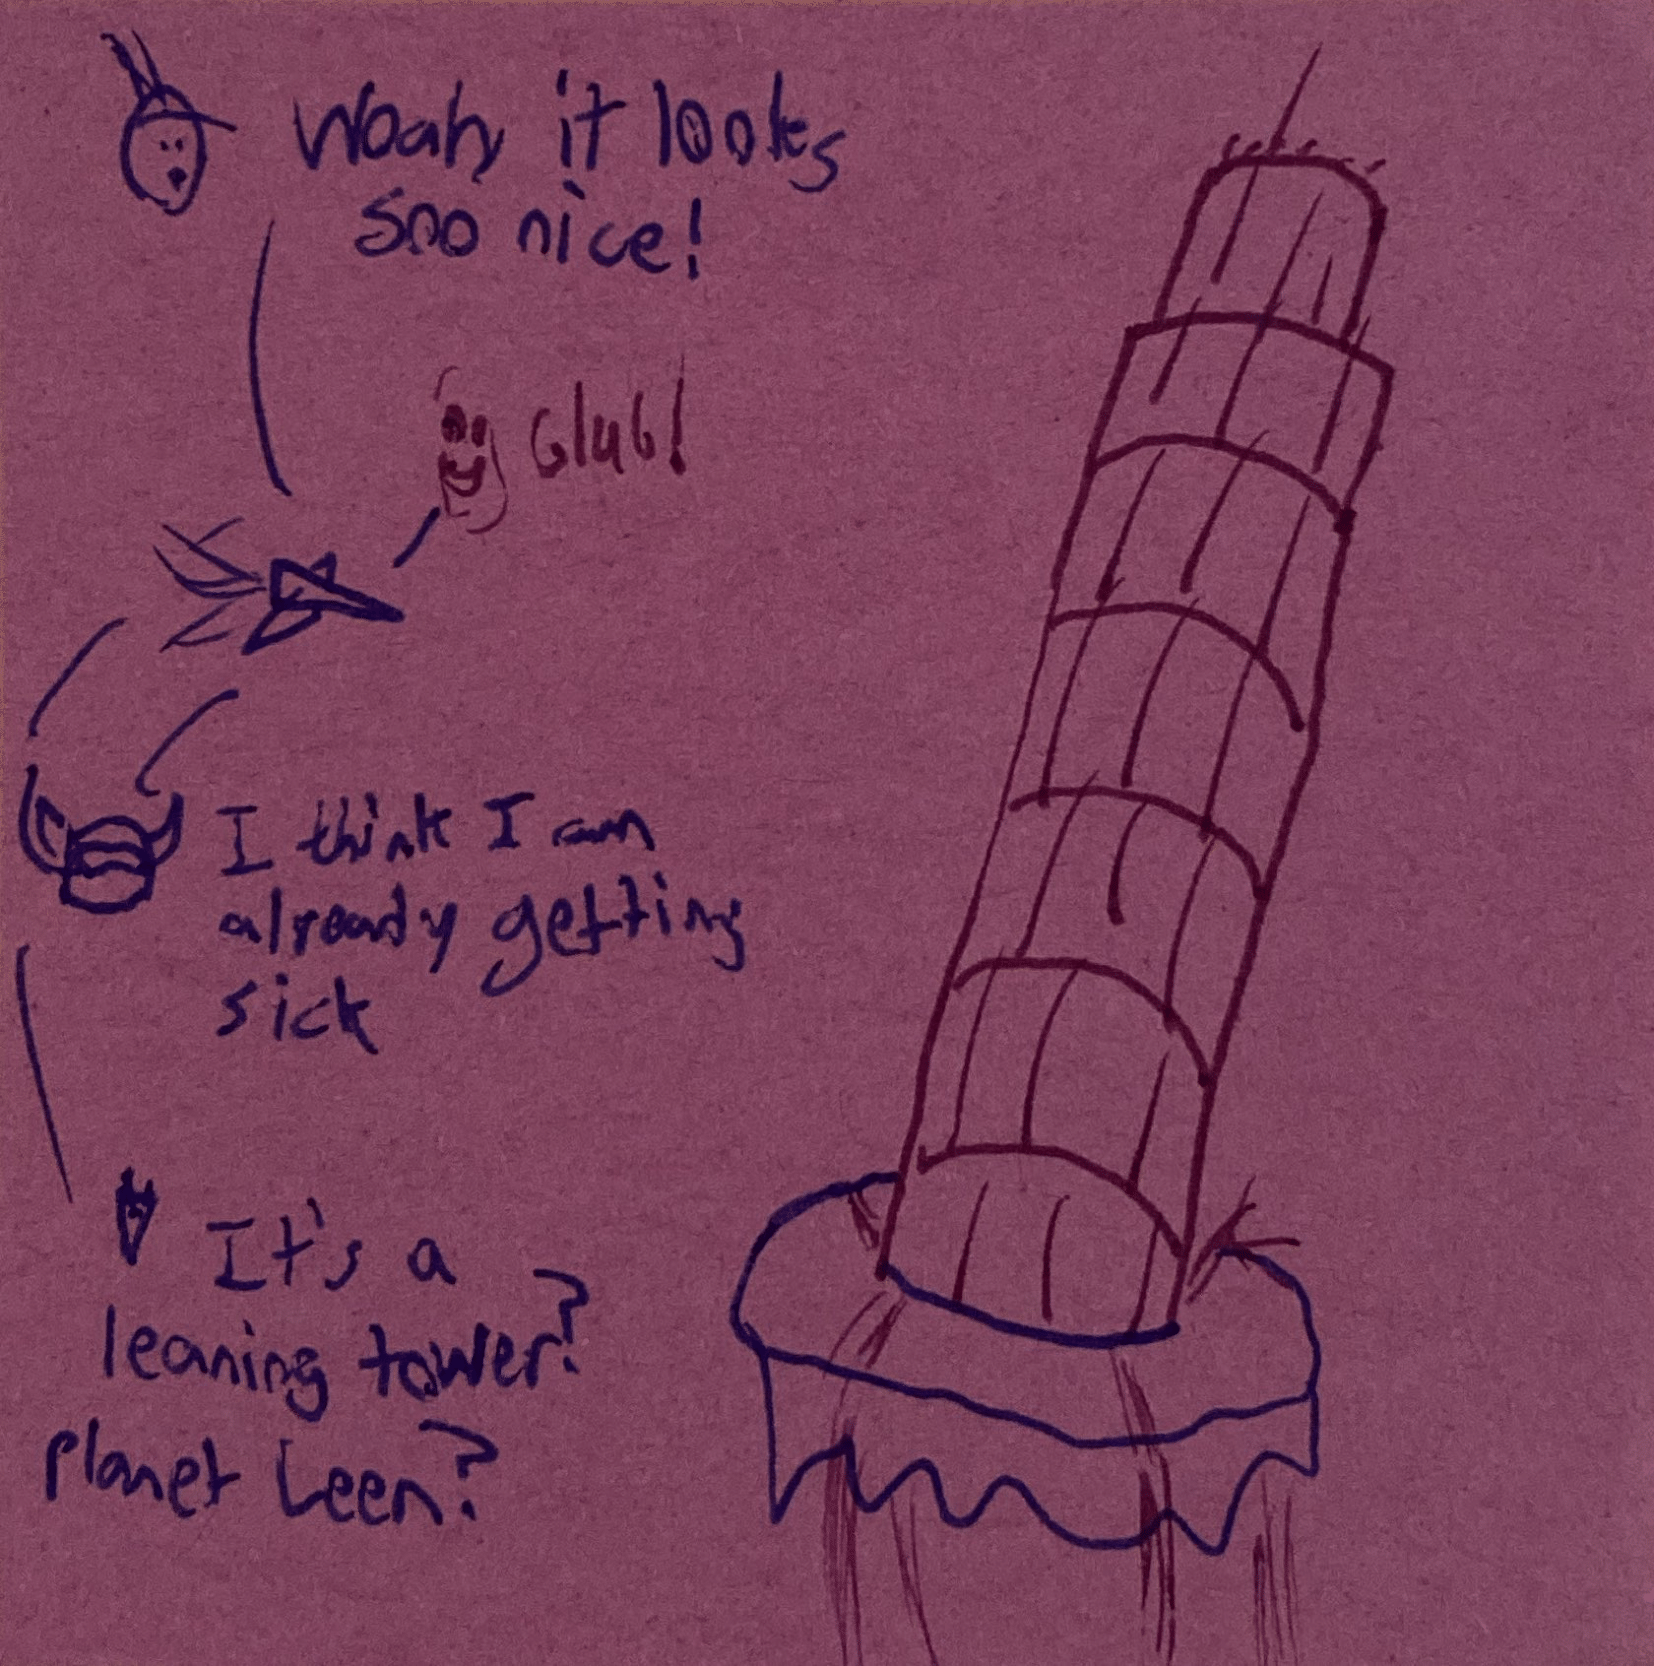 Woah it looks
soo nice!
Glub!
I think I am
already getting
sick
It's a
leaning tower?
Planet Leen?